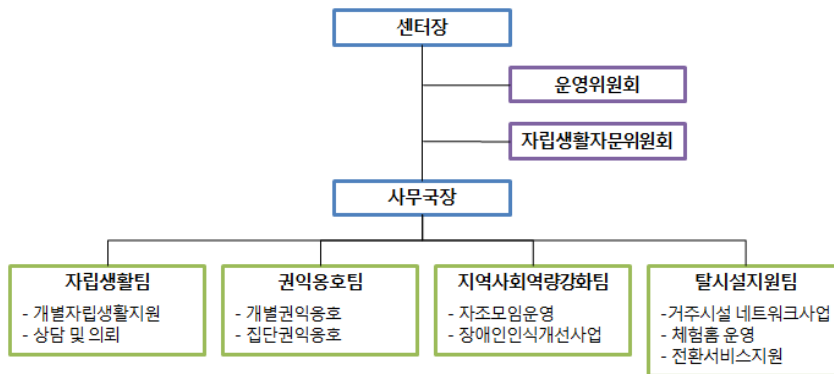 센터장
운영위원회
자립생활자문위원회
사무국장
자립생활팀
- 개별자립생활지원
- 상담 및 의뢰
권익옹호팀
- 개별권익옹호
- 집단권익옹호
지역사회역량강화팀
- 자조모임운영
- 장애인인식개선사업
탈시설지원팀
-거주시설 네트워크사업
- 체험홈 운영
- 전환서비스지원